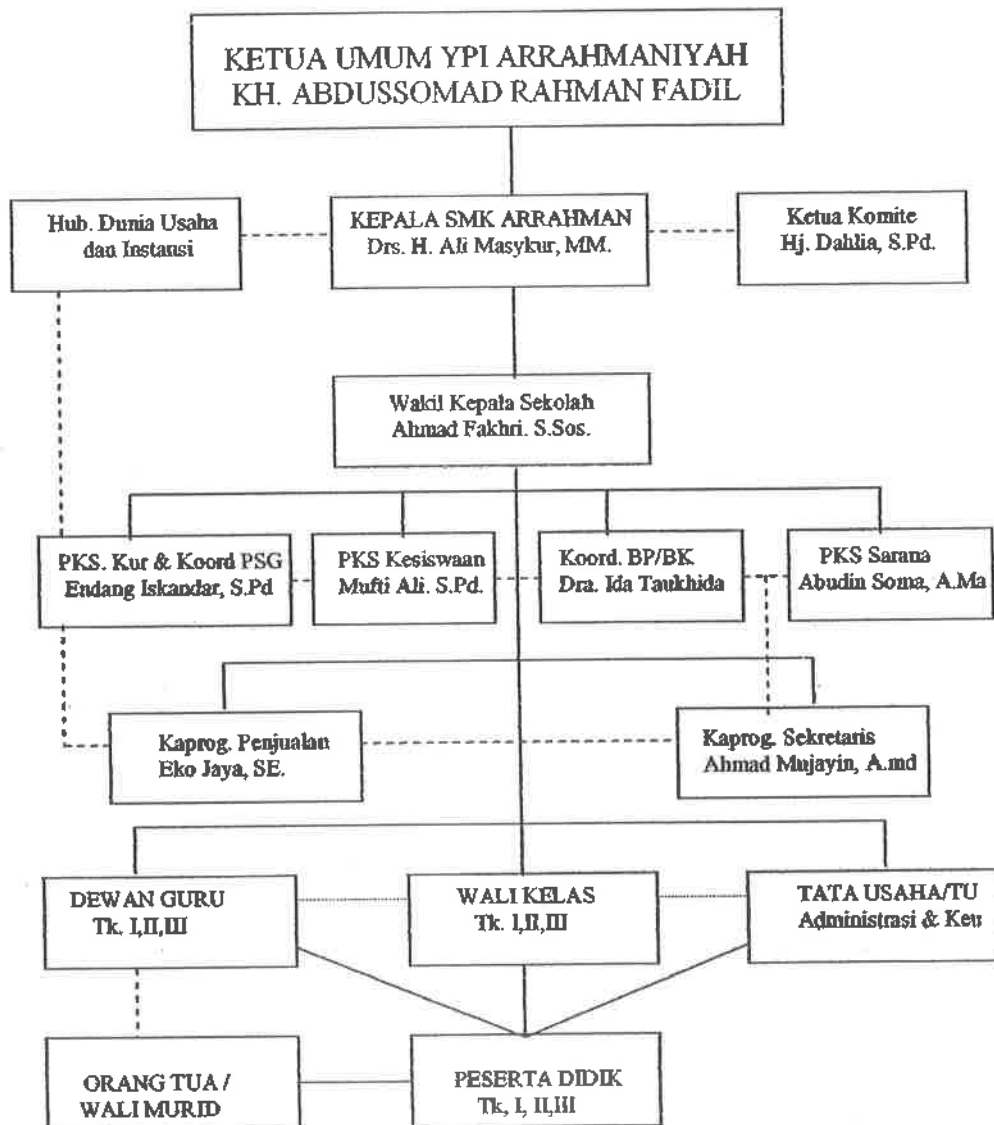 KETUA UMUM YPI ARRAHMANIYAH
KH. ABDUSSOMAD RAHMAN FADIL
Hub. Dunia Usaha
dan Instansi
KEPALA SMK ARRAHMAN
Drs. H. Ali Masykur, MM.
Ketua Komite
Hj. Dahlia, S.Pd.
Wakil Kepala Sekolah
Ahmad Fakhri. S.Sos.
PKS. Kur & Koord PSG
Endang Iskandar, S.Pd
PKS Kesiswaan
Mufti Ali. S.Pd.
Koord. BP/BK
Dra. Ida Taukhida
PKS Sarana
Abudin Soma, A.Ma
Kaprog. Penjualan
Eko Jaya, SE.
Kaprog. Sekretaris
Ahmad Mujayin, A.md
DEWAN GURU
Tk. I,II,III
WALI KELAS
Tk. I,II,III
TATA USAHA/TU
Administrasi & Keu
ORANG TUA /
WALI MURID
PESERTA DIDIK
Tk, I, II,III